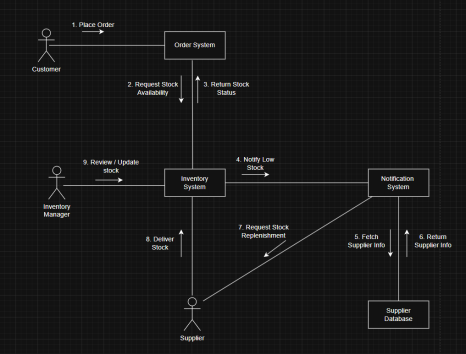 1. Place Order
Order System
Customer
2. Request Stock
Availability
3. Return Stock
Status
9. Review / Update
stock
4. Notify Low
Stock
Inventory
Manager
Inventory
System
Notification
System
7. Request Stock
Replenishment
8. Deliver
Stock
5. Fetch
Supplier Info
6. Return
Supplier Info
Supplier
Supplier
Database